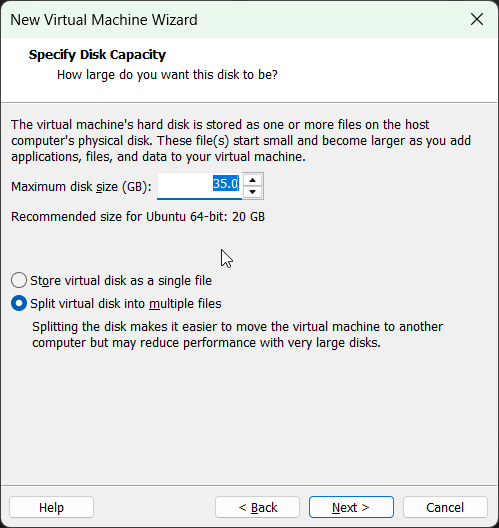 New Virtual Machine Wizard
Specify Disk Capacity
How large do you want this disk to be?
The virtual machine's hard disk is stored as one or more files on the host
computer's physical disk. These file(s) start small and become larger as you add
applications, files, and data to your virtual machine.
Maximum disk size (GB): 35.0
Recommended size for Ubuntu 64-bit: 20 GB
Store virtual disk as a single file
Split virtual disk into multiple files
Splitting the disk makes it easier to move the virtual machine to another
computer but may reduce performance with very large disks.
Help < Back Next > Cancel